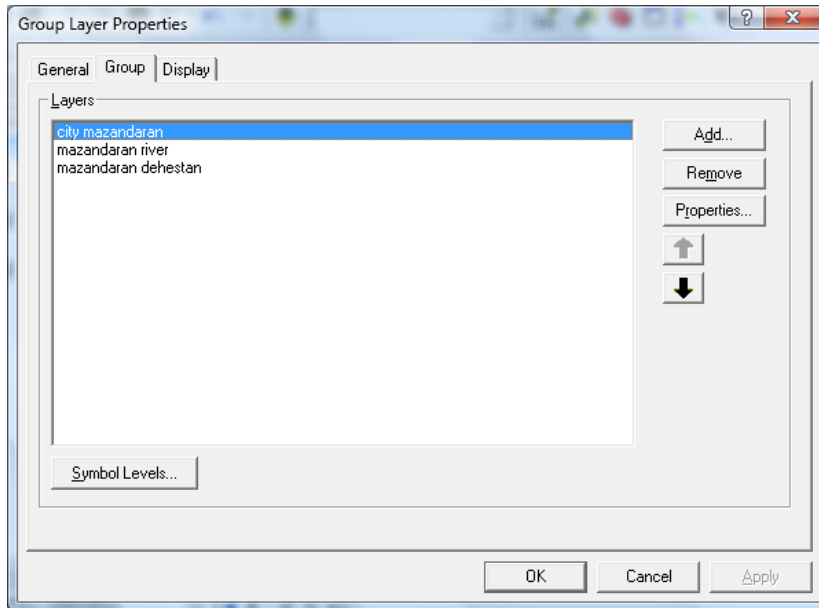 Group Layer Properties
General Group Display
Layers
city mazandaran
mazandaran river
mazandaran dehestan
Add...
Remove
Properties...
Symbol Levels...
OK Cancel Apply